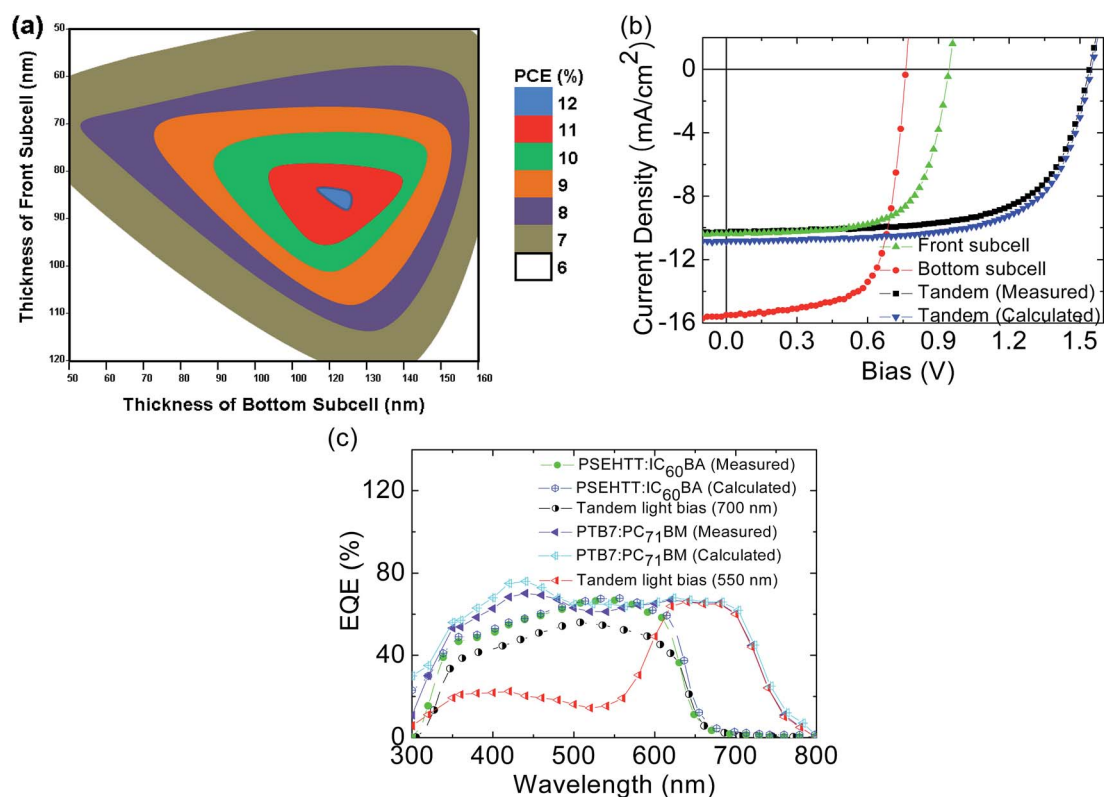 (a)
50
60
70
80
90
100
110
120
Thickness of Front Subcell (nm)
50 60 70 80 90 100 110 120 130 140 150 160
Thickness of Bottom Subcell (nm)
PCE (%)
12
11
10
9
8
7
6
(b)
0
-4
-8
-12
-16
Current Density (mA/cm²)
Front subcell
Bottom subcell
Tandem (Measured)
Tandem (Calculated)
0.0 0.3 0.6 0.9 1.2 1.5
Bias (V)
(c)
120
80
40
0
EQE (%)
PSEHTT:IC₆₀BA (Measured)
PSEHTT:IC₆₀BA (Calculated)
Tandem light bias (700 nm)
PTB7:PC₇₁BM (Measured)
PTB7:PC₇₁BM (Calculated)
Tandem light bias (550 nm)
300 400 500 600 700 800
Wavelength (nm)